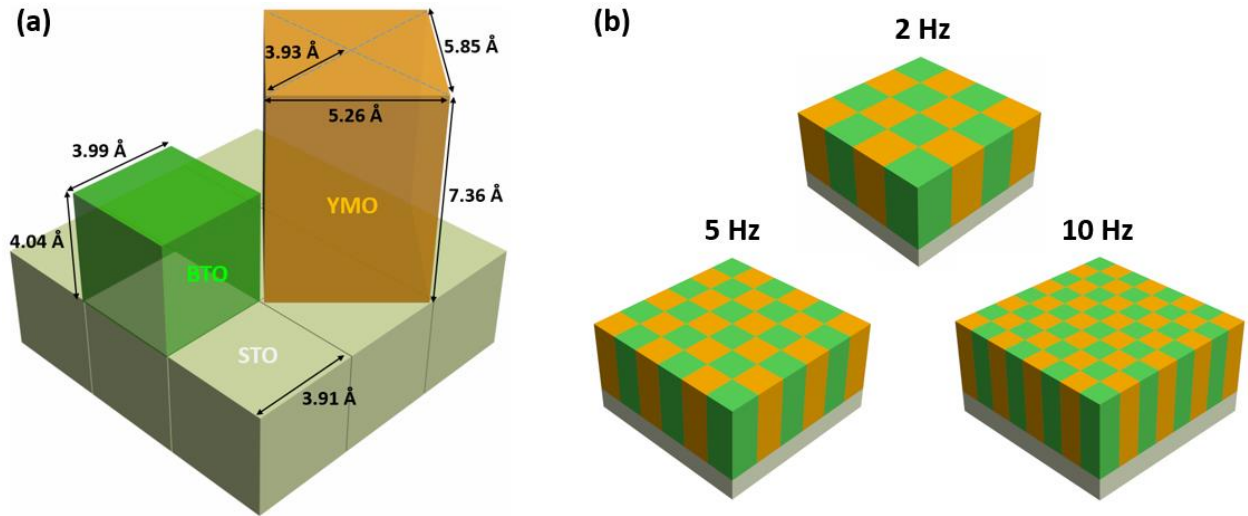 (a)
3.93 Å
5.85 Å
5.26 Å
3.99 Å
YMO
7.36 Å
4.04 Å
BTO
STO
3.91 Å
(b)
2 Hz
5 Hz
10 Hz